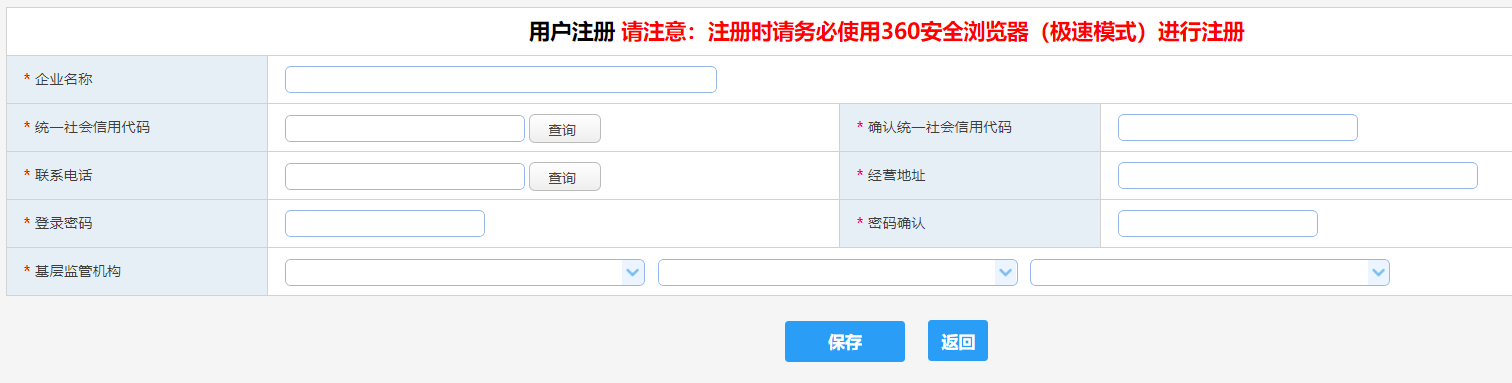 用户注册 请注意：注册时请务必使用360安全浏览器（极速模式）进行注册
* 企业名称
* 统一社会信用代码 查询 * 确认统一社会信用代码
* 联系电话 查询 * 经营地址
* 登录密码 * 密码确认
* 基层监管机构
保存 返回